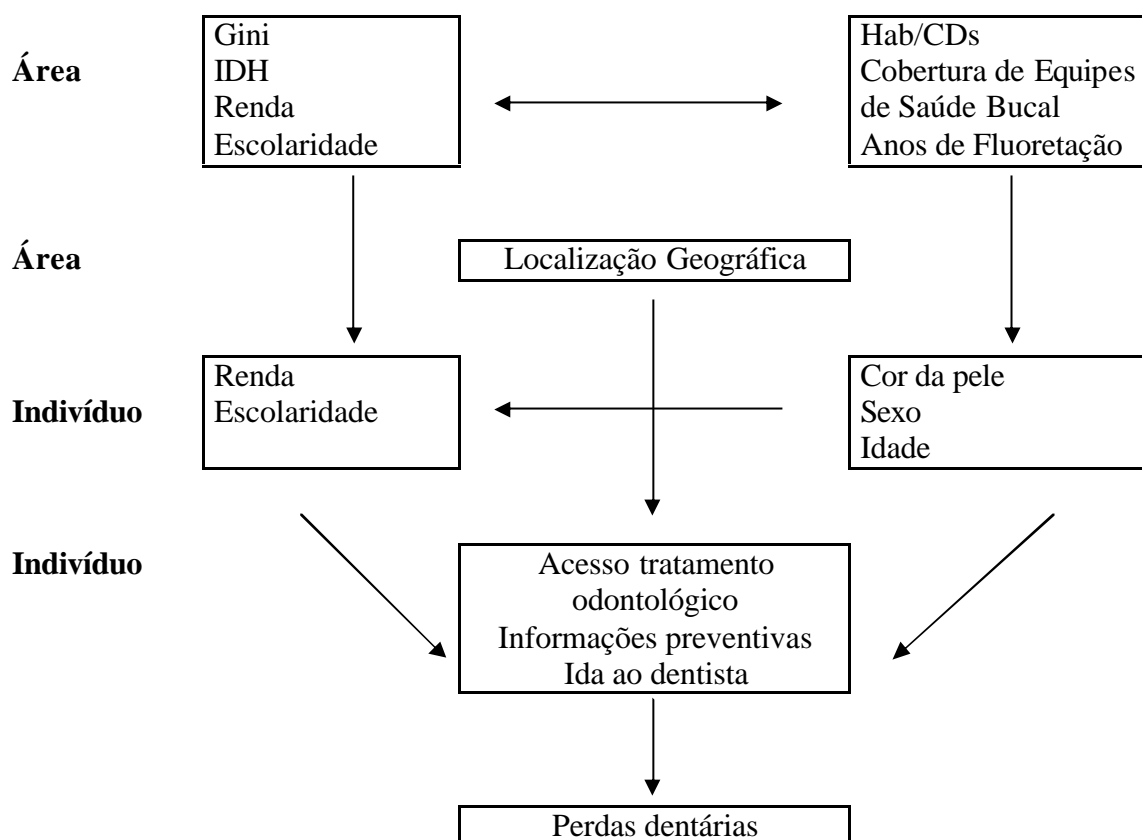 Área
Gini
IDH
Renda
Escolaridade
Hab/CDs
Cobertura de Equipes
de Saúde Bucal
Anos de Fluoretação
Área
Localização Geográfica
Indivíduo
Renda
Escolaridade
Cor da pele
Sexo
Idade
Indivíduo
Acesso tratamento
odontológico
Informações preventivas
Ida ao dentista
Perdas dentárias